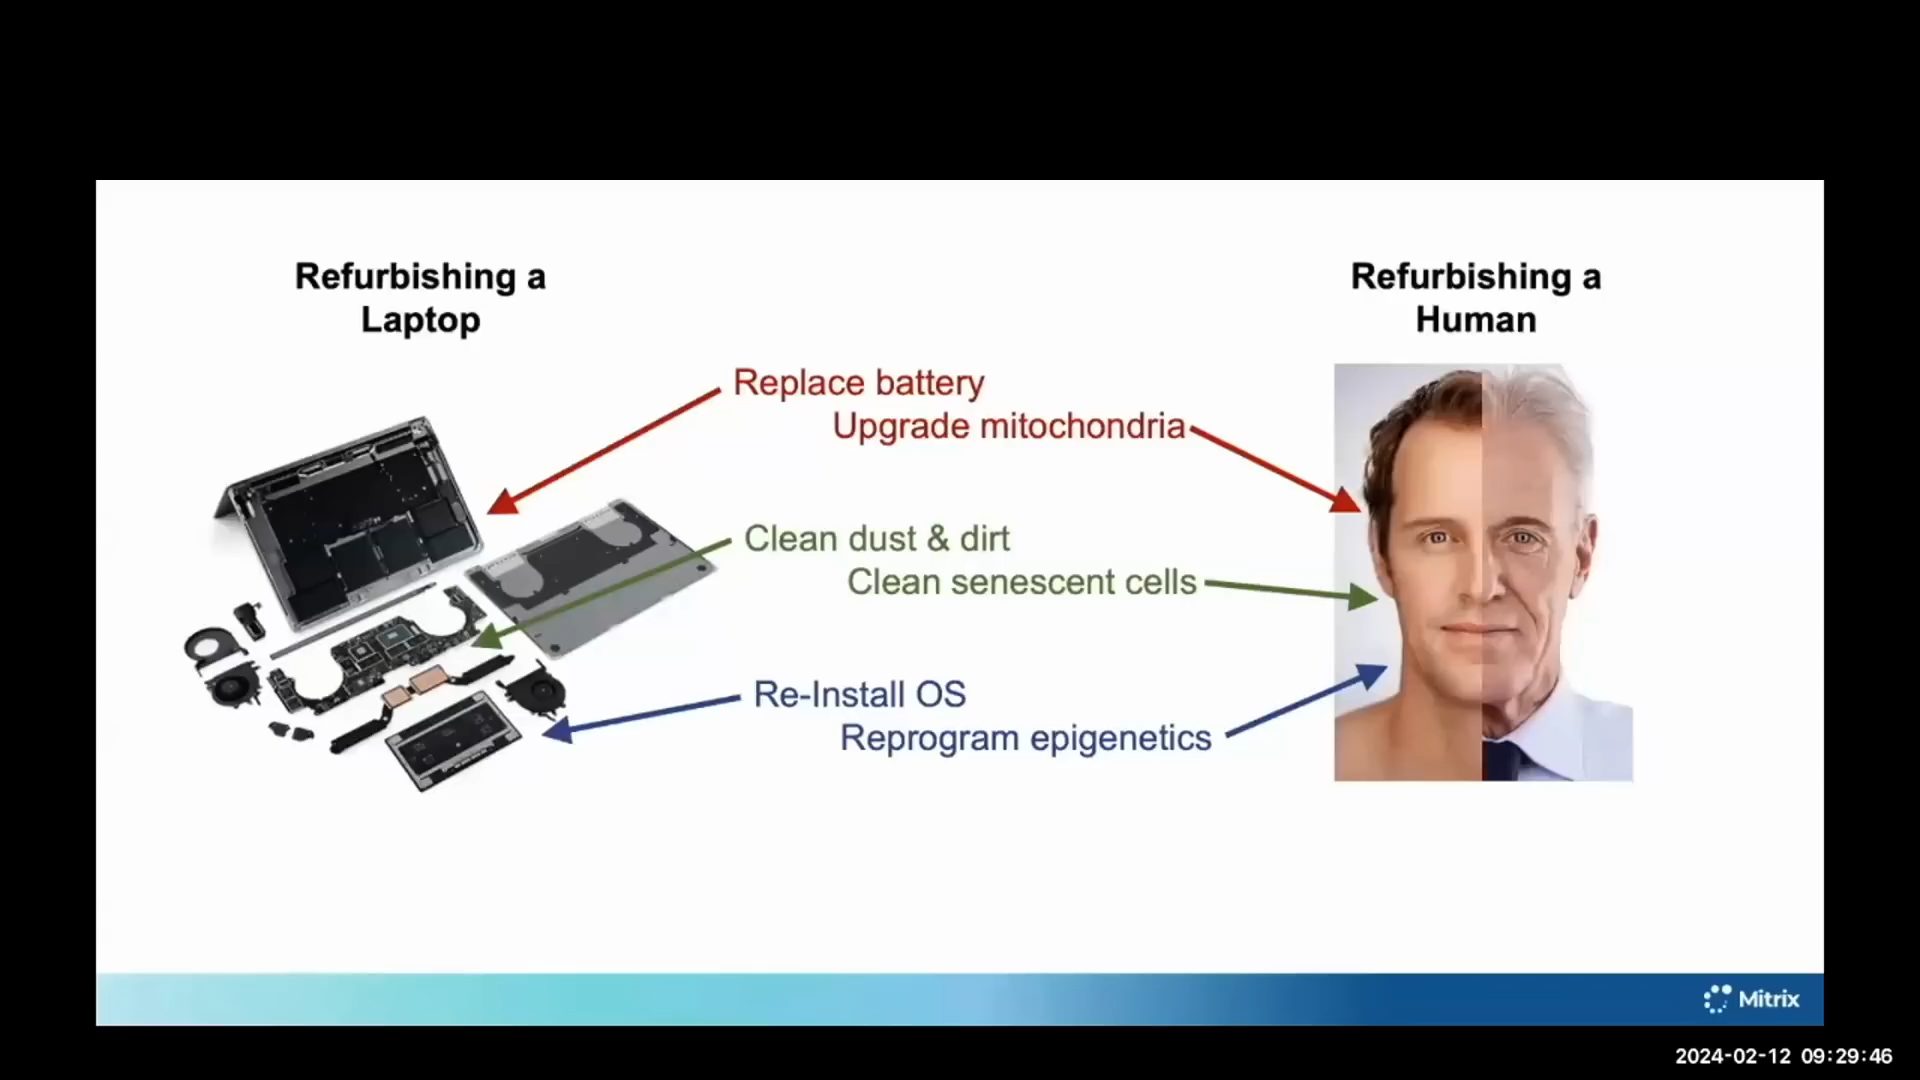 Refurbishing a
Laptop
Refurbishing a
Human
Replace battery
Upgrade mitochondria
Clean dust & dirt
Clean senescent cells
Re-Install OS
Reprogram epigenetics
Mitrix
2024-02-12 09:29:46